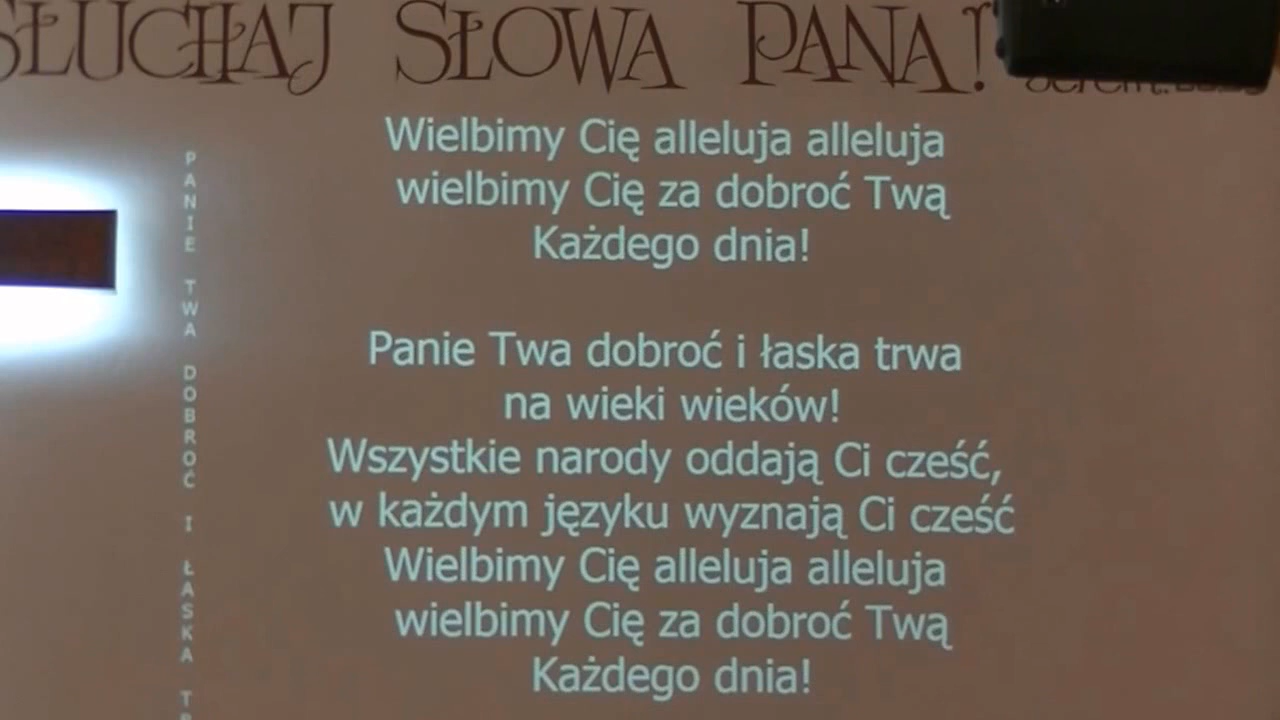 SŁUCHAJ SŁOWA PANA!
Wielbimy Cię alleluja alleluja
wielbimy Cię za dobroć Twą
Każdego dnia!
Panie Twa dobroć i łaska trwa
na wieki wieków!
Wszystkie narody oddają Ci cześć,
w każdym języku wyznają Ci cześć
Wielbimy Cię alleluja alleluja
wielbimy Cię za dobroć Twą
Każdego dnia!
PANIE TWA DOBROĆ I ŁASKA